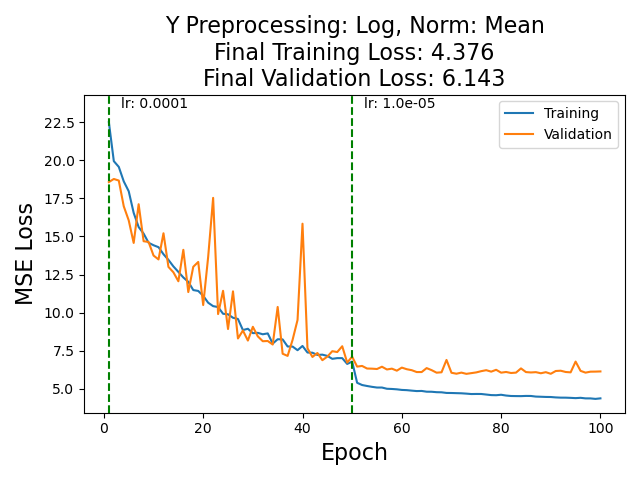 Y Preprocessing: Log, Norm: Mean
Final Training Loss: 4.376
Final Validation Loss: 6.143
lr: 0.0001
lr: 1.0e-05
Training
Validation
22.5
20.0
17.5
15.0
12.5
10.0
7.5
5.0
MSE Loss
0
20
40
60
80
100
Epoch